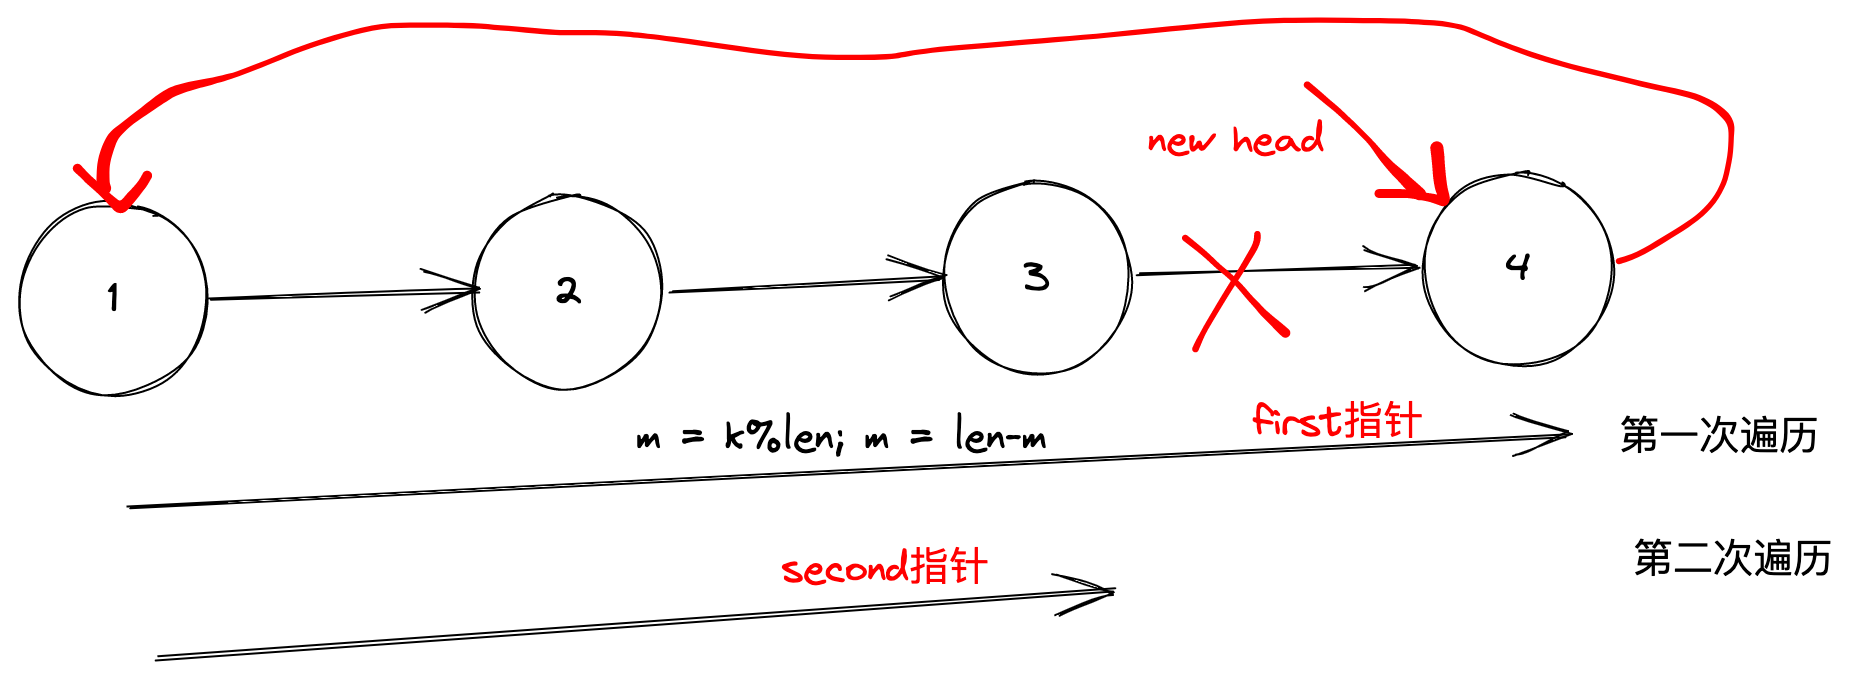 new head
1
2
3
4
m = k%len; m = len-m
first指针
第一次遍历
second指针
第二次遍历